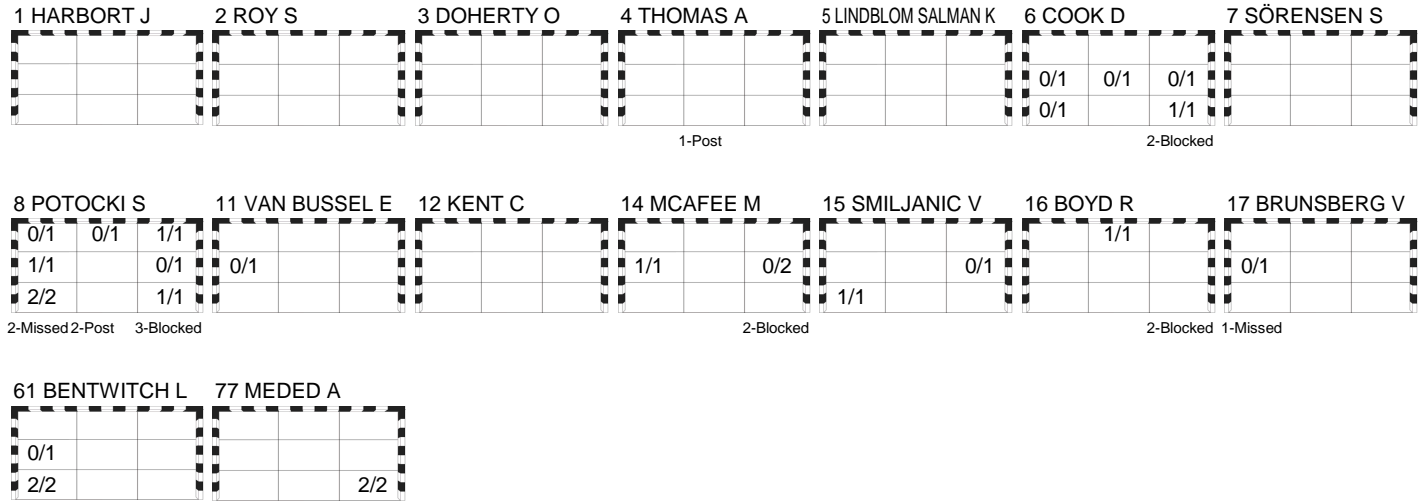 1 HARBORT J 2 ROY S 3 DOHERTY O 4 THOMAS A 5 LINDBLOM SALMAN K 6 COOK D 7 SÖRENSEN S
0/1 0/1 0/1
0/1 1/1
1-Post 2-Blocked
8 POTOCKI S 11 VAN BUSSEL E 12 KENT C 14 MCAFEE M 15 SMILJANIC V 16 BOYD R 17 BRUNSBERG V
0/1 0/1 1/1 1/1
1/1 0/1 0/1 1/1 0/2 0/1 0/1
2/2 1/1 1/1
2-Missed 2-Post 3-Blocked 2-Blocked 2-Blocked 1-Missed
61 BENTWITCH L 77 MEDED A
0/1
2/2 2/2